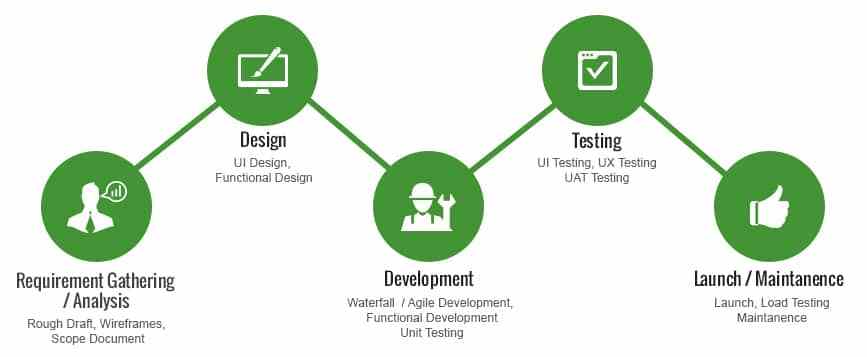 Requirement Gathering
/ Analysis
Rough Draft, Wireframes,
Scope Document
Design
UI Design,
Functional Design
Development
Waterfall / Agile Development,
Functional Development
Unit Testing
Testing
UI Testing, UX Testing
UAT Testing
Launch / Maintanence
Launch, Load Testing
Maintanence